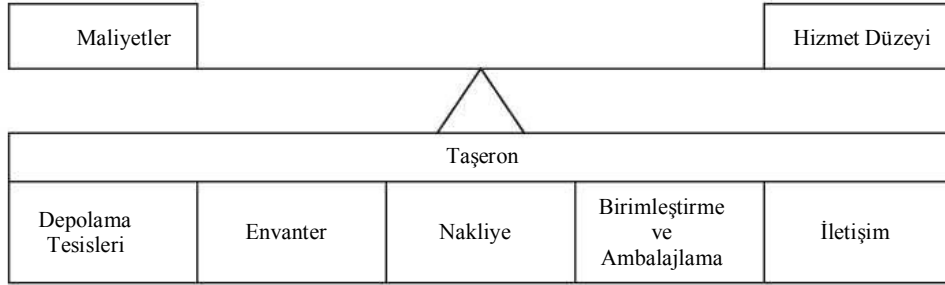 Maliyetler
Hizmet Düzeyi
Taşeron
Depolama
Tesisleri
Envanter
Nakliye
Birimleştirme
ve
Ambalajlama
İletişim